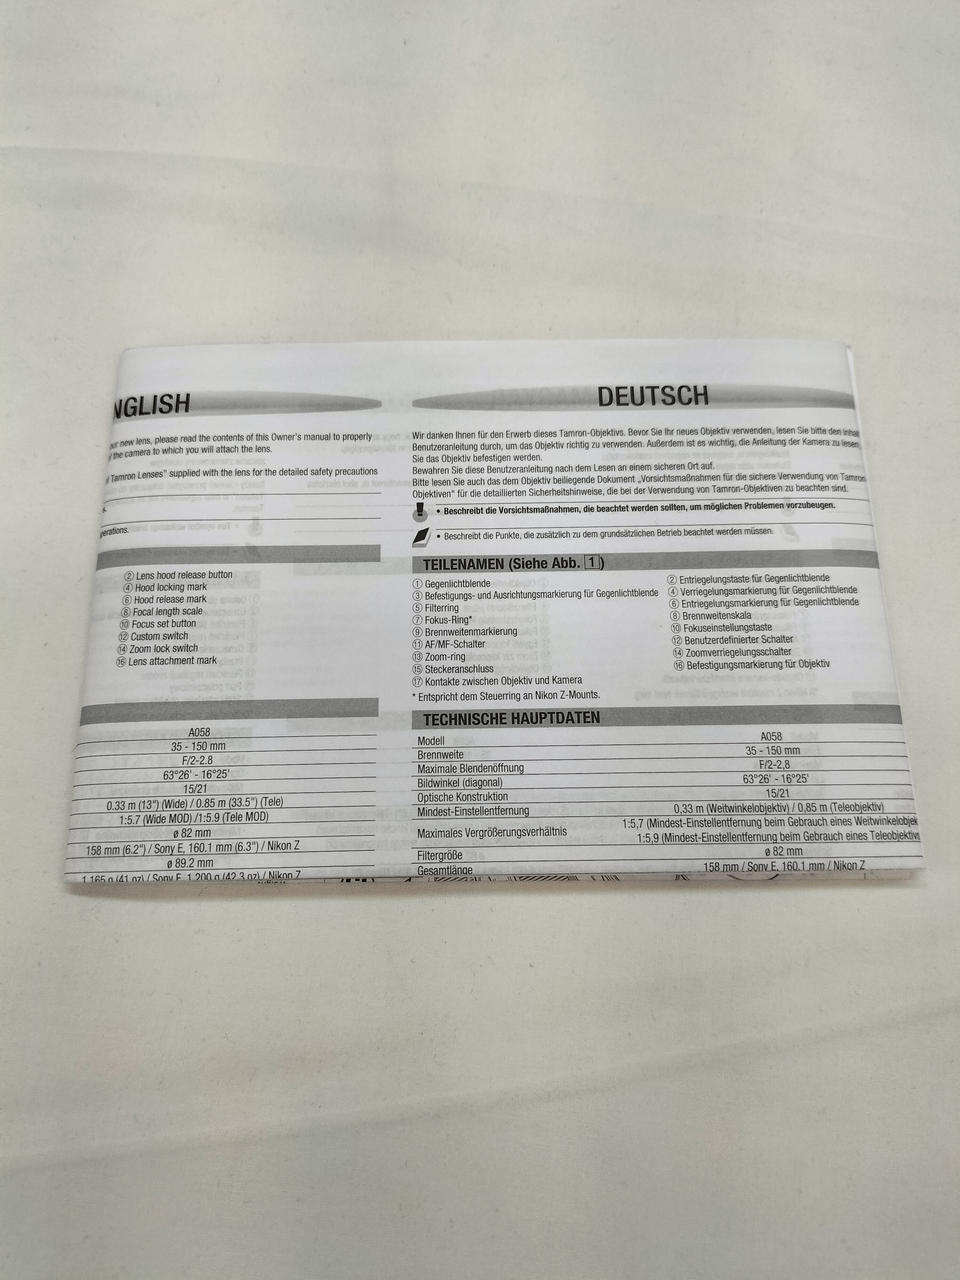 NGLISH
our new lens, please read the contents of this Owner's manual to properly
f the camera to which you will attach the lens.
f Tamron Lenses" supplied with the lens for the detailed safety precautions
s.
perations.
② Lens hood release button
④ Hood locking mark
⑥ Hood release mark
⑧ Focal length scale
⑩ Focus set button
⑫ Custom switch
⑭ Zoom lock switch
⑯ Lens attachment mark
A058
35 - 150 mm
F/2-2.8
63°26' - 16°25'
15/21
0.33 m (13") (Wide) / 0.85 m (33.5") (Tele)
1:5.7 (Wide MOD) /1:5.9 (Tele MOD)
ø 82 mm
158 mm (6.2") / Sony E, 160.1 mm (6.3") / Nikon Z
ø 89.2 mm
1,165 g (41 oz) / Sony E, 1,200 g (42.3 oz) / Nikon Z
DEUTSCH
Wir danken Ihnen für den Erwerb dieses Tamron-Objektivs. Bevor Sie Ihr neues Objektiv verwenden, lesen Sie bitte den Inhalt
Benutzeranleitung durch, um das Objektiv richtig zu verwenden. Außerdem ist es wichtig, die Anleitung der Kamera zu lesen,
Sie das Objektiv befestigen werden.
Bewahren Sie diese Benutzeranleitung nach dem Lesen an einem sicheren Ort auf.
Bitte lesen Sie auch das dem Objektiv beiliegende Dokument „Vorsichtsmaßnahmen für die sichere Verwendung von Tamron
Objektiven" für die detaillierten Sicherheitshinweise, die bei der Verwendung von Tamron-Objektiven zu beachten sind.
• Beschreibt die Vorsichtsmaßnahmen, die beachtet werden sollten, um möglichen Problemen vorzubeugen.
• Beschreibt die Punkte, die zusätzlich zu dem grundsätzlichen Betrieb beachtet werden müssen.
TEILENAMEN (Siehe Abb. 1)
① Gegenlichtblende ② Entriegelungstaste für Gegenlichtblende
③ Befestigungs- und Ausrichtungsmarkierung für Gegenlichtblende ④ Verriegelungsmarkierung für Gegenlichtblende
⑤ Filterring ⑥ Entriegelungsmarkierung für Gegenlichtblende
⑦ Fokus-Ring* ⑧ Brennweitenskala
⑨ Brennweitenmarkierung ⑩ Fokuseinstellungstaste
⑪ AF/MF-Schalter ⑫ Benutzerdefinierter Schalter
⑬ Zoom-ring ⑭ Zoomverriegelungsschalter
⑮ Steckeranschluss ⑯ Befestigungsmarkierung für Objektiv
⑰ Kontakte zwischen Objektiv und Kamera
* Entspricht dem Steuerring an Nikon Z-Mounts.
TECHNISCHE HAUPTDATEN
Modell A058
Brennweite 35 - 150 mm
Maximale Blendenöffnung F/2-2,8
Bildwinkel (diagonal) 63°26' - 16°25'
Optische Konstruktion 15/21
Mindest-Einstellentfernung 0,33 m (Weitwinkelobjektiv) / 0,85 m (Teleobjektiv)
Maximales Vergrößerungsverhältnis 1:5,7 (Mindest-Einstellentfernung beim Gebrauch eines Weitwinkelobjek
1:5,9 (Mindest-Einstellentfernung beim Gebrauch eines Teleobjektivs
Filtergröße ø 82 mm
Gesamtlänge 158 mm / Sony E, 160.1 mm / Nikon Z